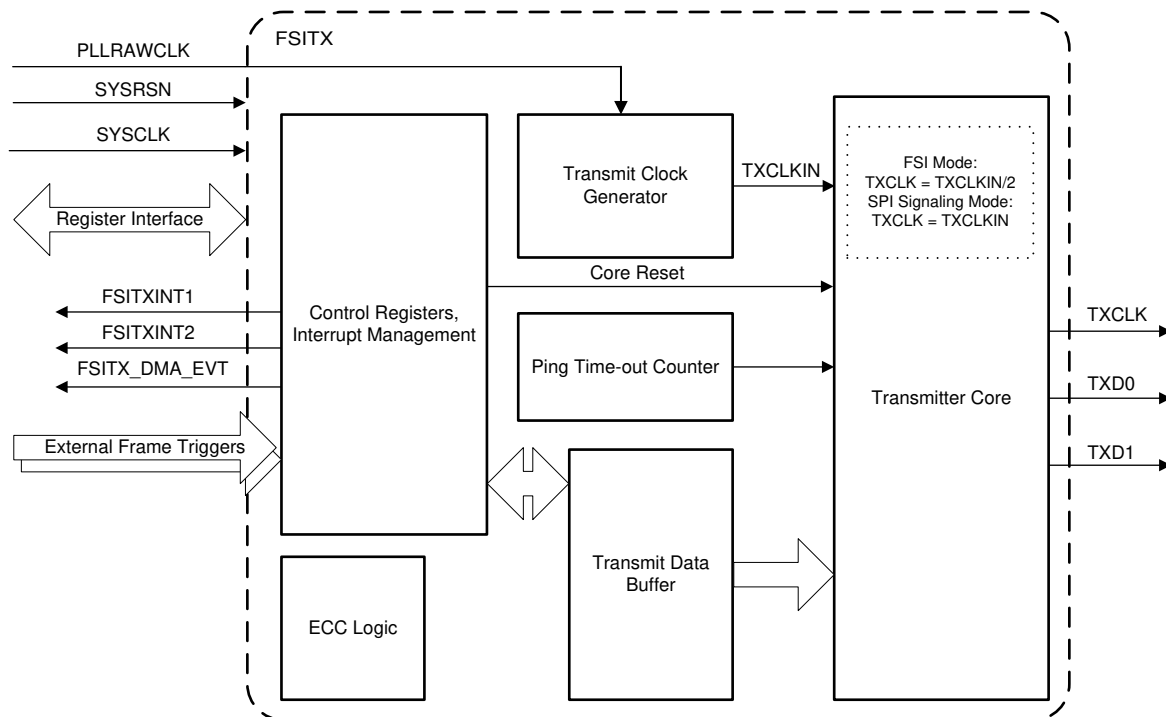 FSITX
PLLRAWCLK
SYSRSN
SYSCLK
Register Interface
FSITXINT1
FSITXINT2
FSITX_DMA_EVT
External Frame Triggers
Control Registers,
Interrupt Management
ECC Logic
Transmit Clock
Generator
TXCLKIN
Core Reset
Ping Time-out Counter
Transmit Data
Buffer
FSI Mode:
TXCLK = TXCLKIN/2
SPI Signaling Mode:
TXCLK = TXCLKIN
Transmitter Core
TXCLK
TXD0
TXD1